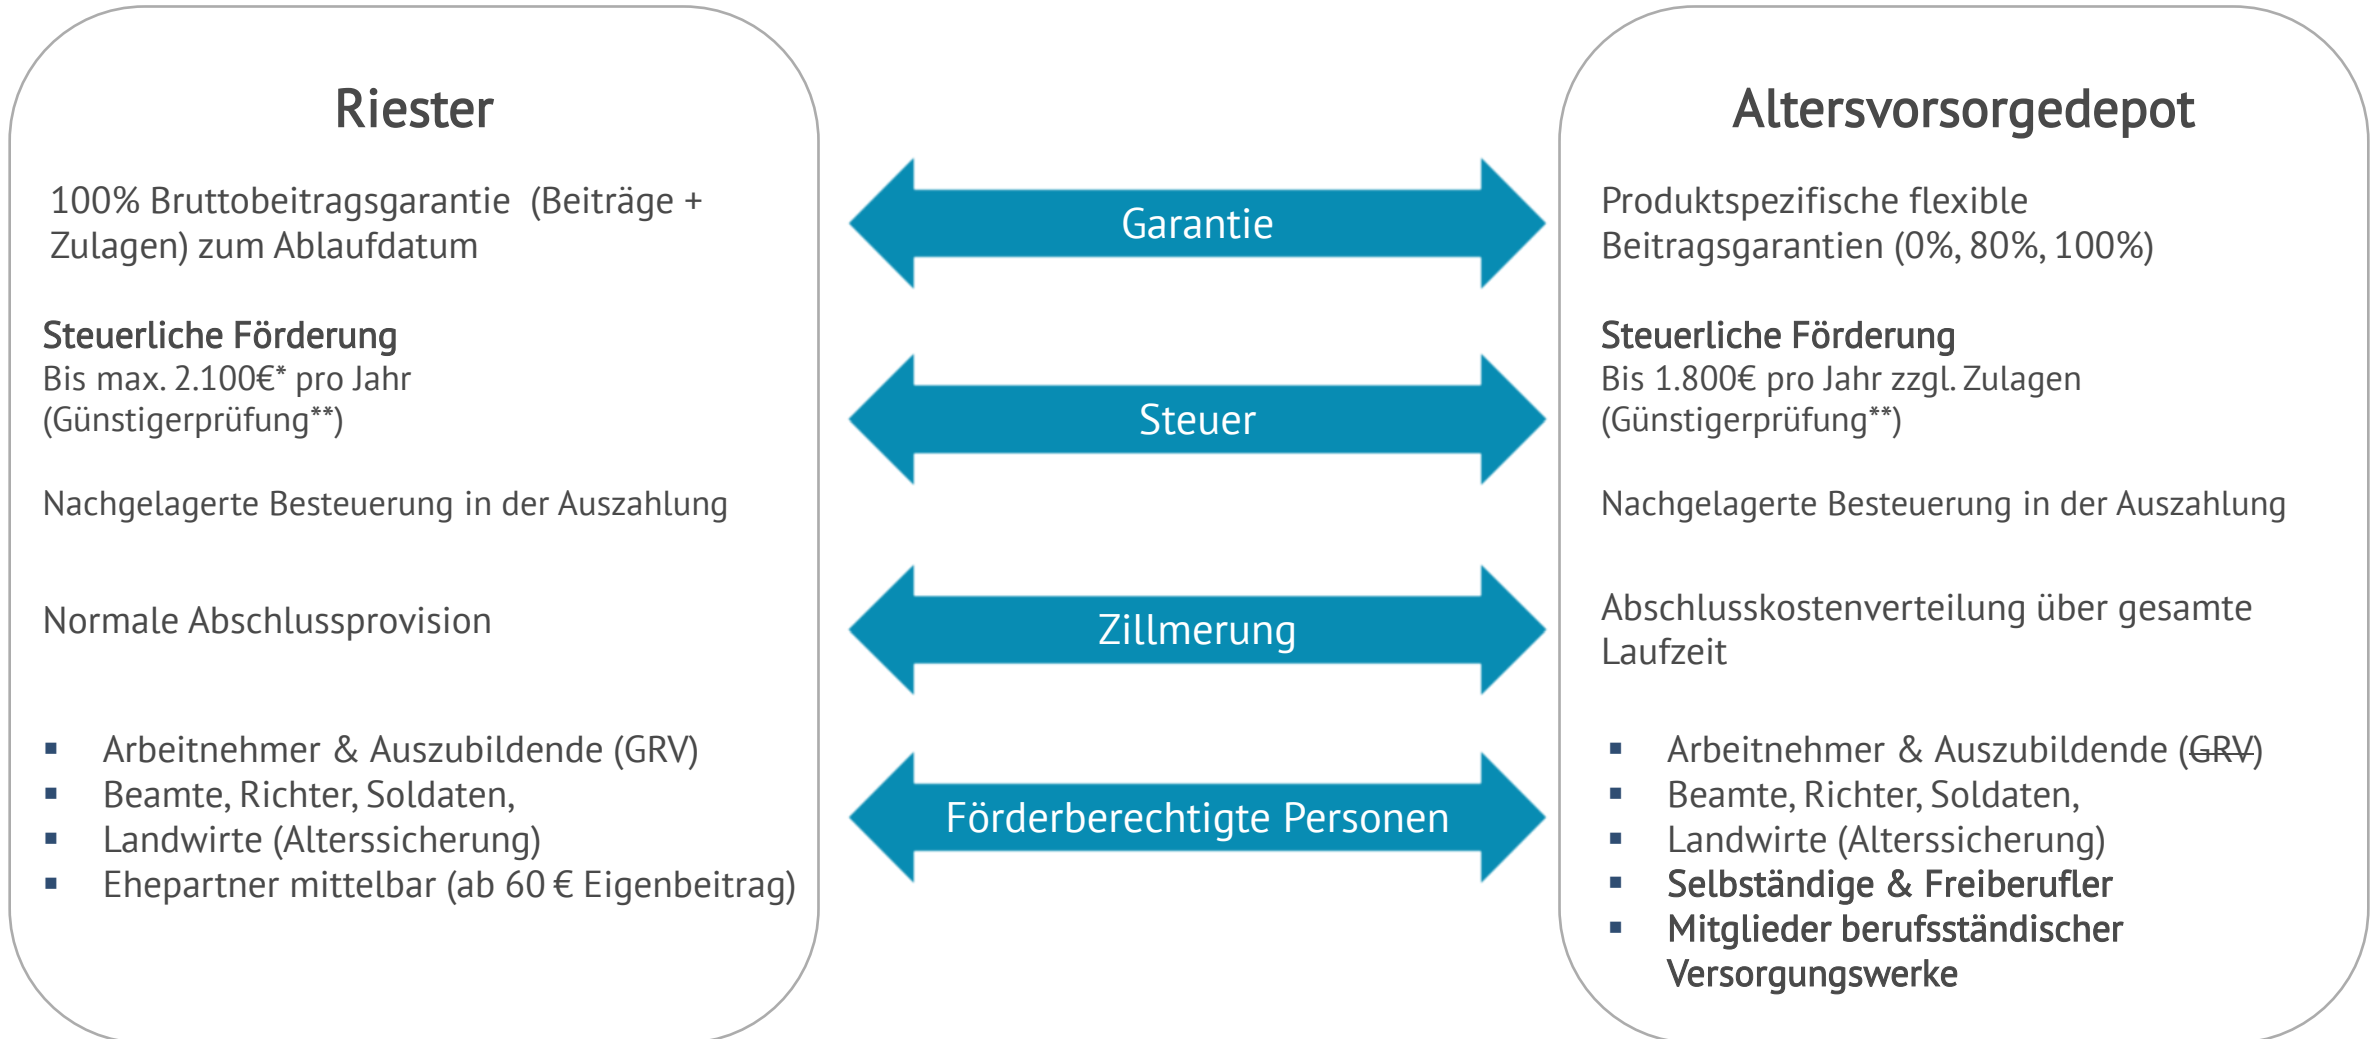 Riester
100% Bruttobeitragsgarantie (Beiträge +
Zulagen) zum Ablaufdatum
Steuerliche Förderung
Bis max. 2.100€* pro Jahr
(Günstigerprüfung**)
Nachgelagerte Besteuerung in der Auszahlung
Normale Abschlussprovision
▪ Arbeitnehmer & Auszubildende (GRV)
▪ Beamte, Richter, Soldaten,
▪ Landwirte (Alterssicherung)
▪ Ehepartner mittelbar (ab 60 € Eigenbeitrag)
Garantie
Steuer
Zillmerung
Förderberechtigte Personen
Altersvorsorgedepot
Produktspezifische flexible
Beitragsgarantien (0%, 80%, 100%)
Steuerliche Förderung
Bis 1.800€ pro Jahr zzgl. Zulagen
(Günstigerprüfung**)
Nachgelagerte Besteuerung in der Auszahlung
Abschlusskostenverteilung über gesamte
Laufzeit
▪ Arbeitnehmer & Auszubildende (GRV)
▪ Beamte, Richter, Soldaten,
▪ Landwirte (Alterssicherung)
▪ Selbständige & Freiberufler
▪ Mitglieder berufsständischer
Versorgungswerke